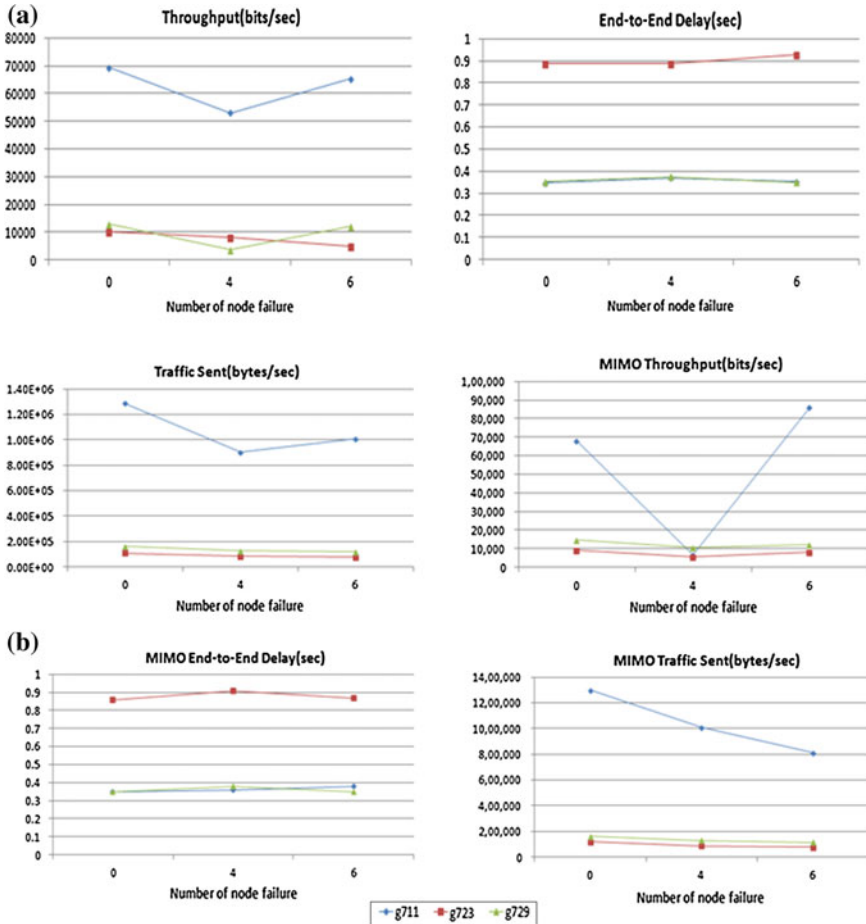 (a)
Throughput(bits/sec)
80000
70000
60000
50000
40000
30000
20000
10000
0
0 4 6
Number of node failure
End-to-End Delay(sec)
1
0.9
0.8
0.7
0.6
0.5
0.4
0.3
0.2
0.1
0
0 4 6
Number of node failure
Traffic Sent(bytes/sec)
1.40E+06
1.20E+06
1.00E+06
8.00E+05
6.00E+05
4.00E+05
2.00E+05
0.00E+00
0 4 6
Number of node failure
MIMO Throughput(bits/sec)
1,00,000
90,000
80,000
70,000
60,000
50,000
40,000
30,000
20,000
10,000
0
0 4 6
Number of node failure
(b)
MIMO End-to-End Delay(sec)
1
0.9
0.8
0.7
0.6
0.5
0.4
0.3
0.2
0.1
0
0 4 6
Number of node failure
MIMO Traffic Sent(bytes/sec)
14,00,000
12,00,000
10,00,000
8,00,000
6,00,000
4,00,000
2,00,000
0
0 4 6
Number of node failure
g711 g723 g729